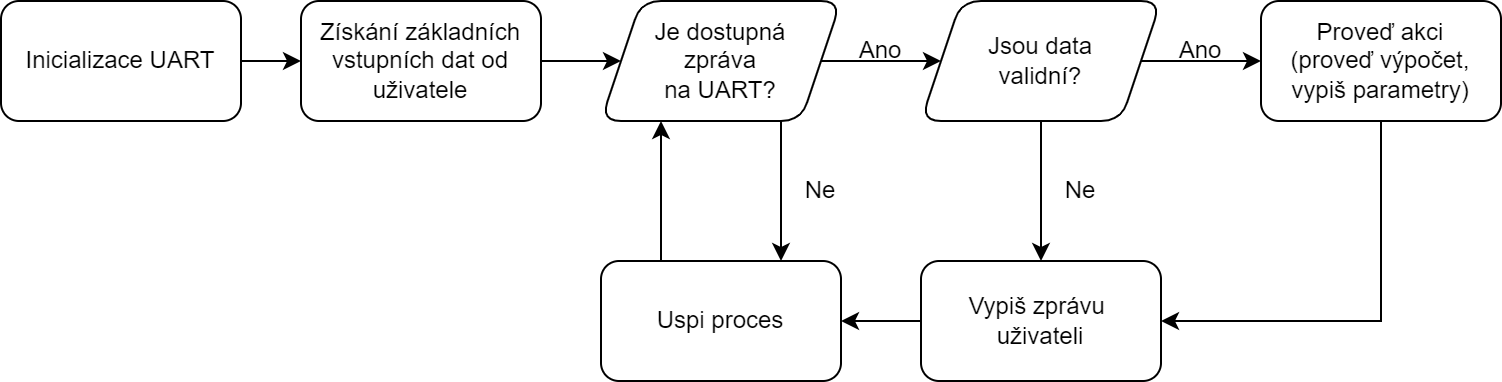 Inicializace UART
Získání základních
vstupních dat od
uživatele
Je dostupná
zpráva
na UART?
Ano
Jsou data
validní?
Ano
Proveď akci
(proveď výpočet,
vypiš parametry)
Ne
Ne
Uspi proces
Vypiš zprávu
uživateli